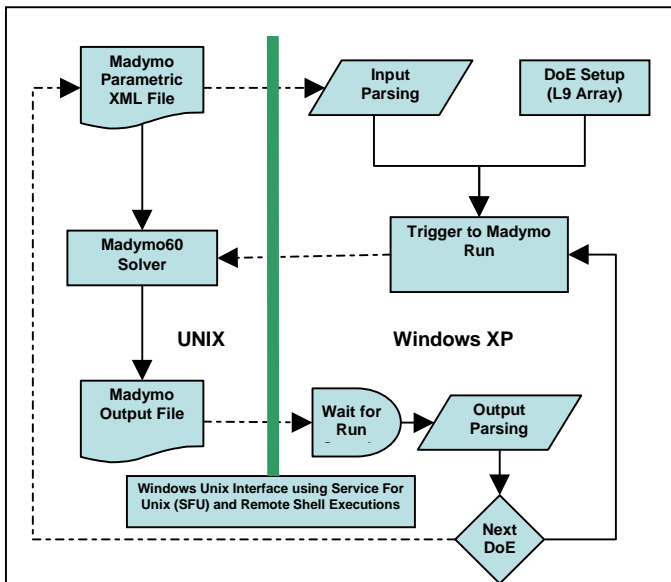 Madymo
Parametric
XML File
Input
Parsing
DoE Setup
(L9 Array)
Madymo60
Solver
Trigger to Madymo
Run
UNIX
Windows XP
Madymo
Output File
Wait for
Run
Output
Parsing
Windows Unix Interface using Service For
Unix (SFU) and Remote Shell Executions
Next
DoE